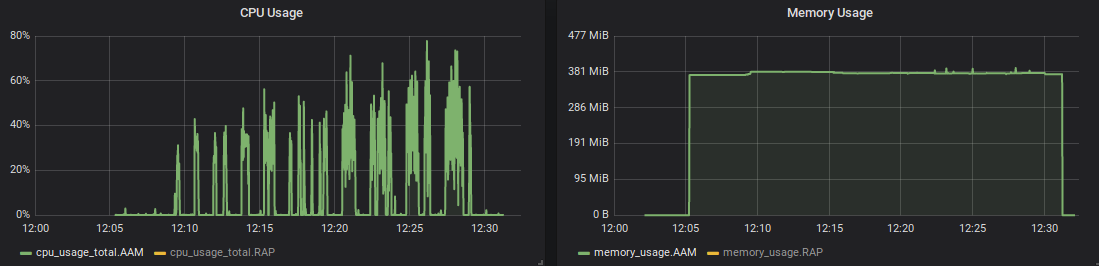 CPU Usage
80%
60%
40%
20%
0%
12:00 12:05 12:10 12:15 12:20 12:25 12:30
cpu_usage_total.AAM cpu_usage_total.RAP
Memory Usage
477 MiB
381 MiB
286 MiB
191 MiB
95 MiB
0 B
12:00 12:05 12:10 12:15 12:20 12:25 12:30
memory_usage.AAM memory_usage.RAP